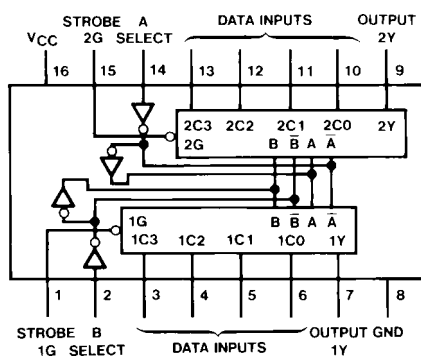 STROBE A OUTPUT
VCC 2G SELECT DATA INPUTS 2Y
16 15 14 13 12 11 10 9
2C3 2C2 2C1 2C0 2Y
2G B B̅ A A̅
1G B B̅ A A̅
1C3 1C2 1C1 1C0 1Y
1 2 3 4 5 6 7 8
STROBE B OUTPUT GND
1G SELECT DATA INPUTS 1Y